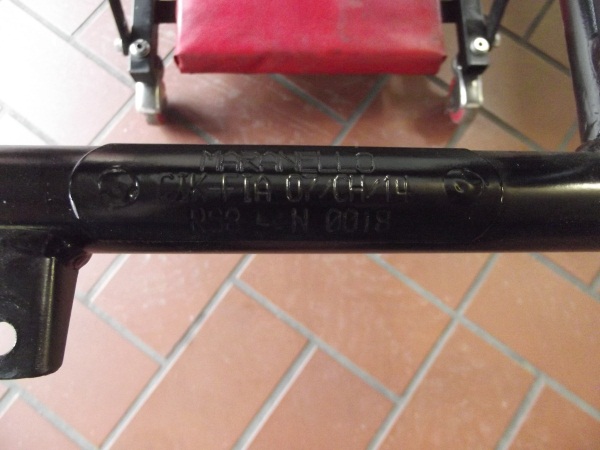 MARANELLO
CIK-FIA 07/CH/14
N 0018